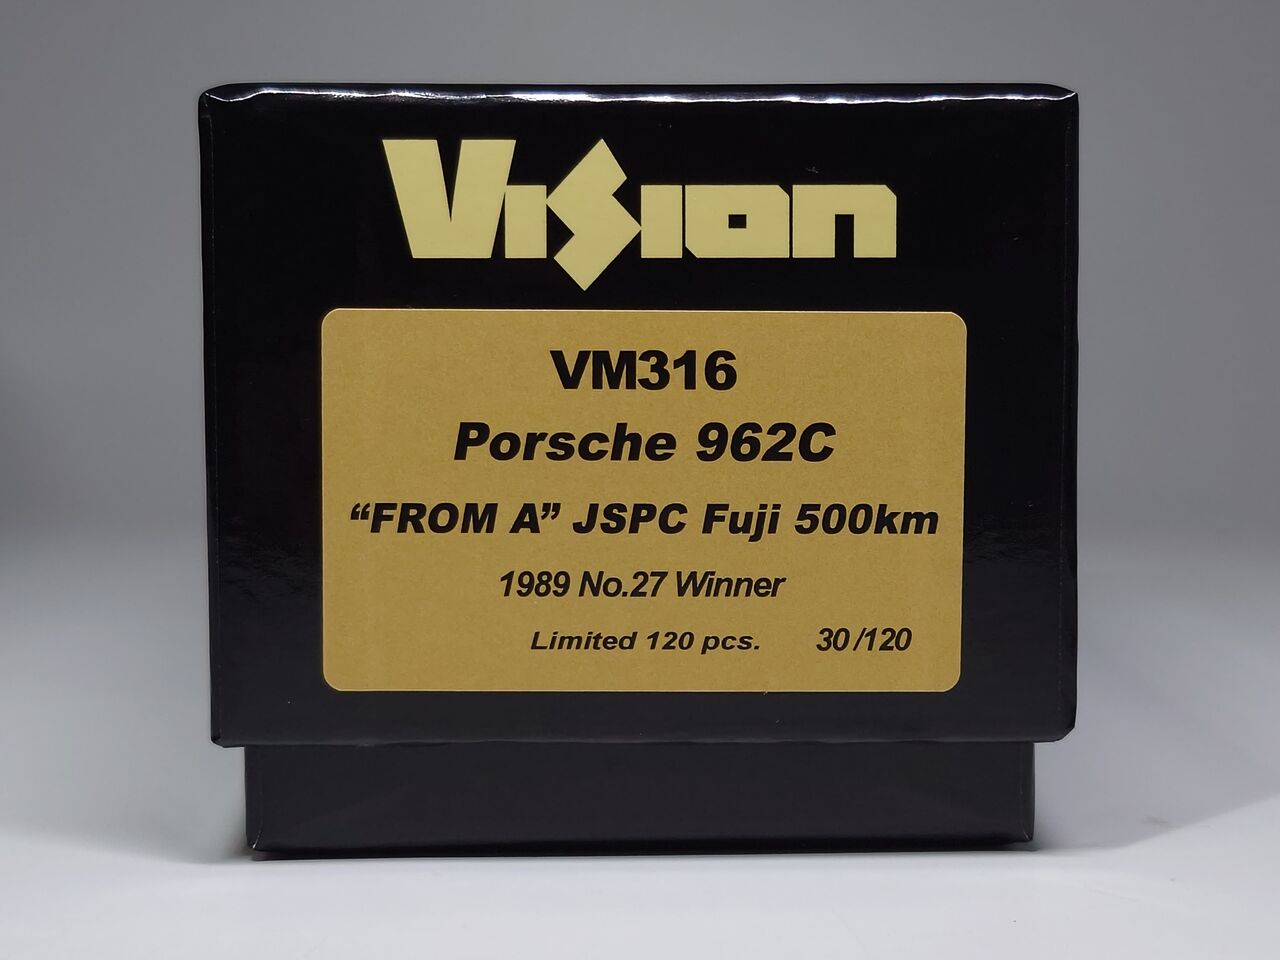 Vision
VM316
Porsche 962C
“FROM A” JSPC Fuji 500km
1989 No.27 Winner
Limited 120 pcs. 30/120